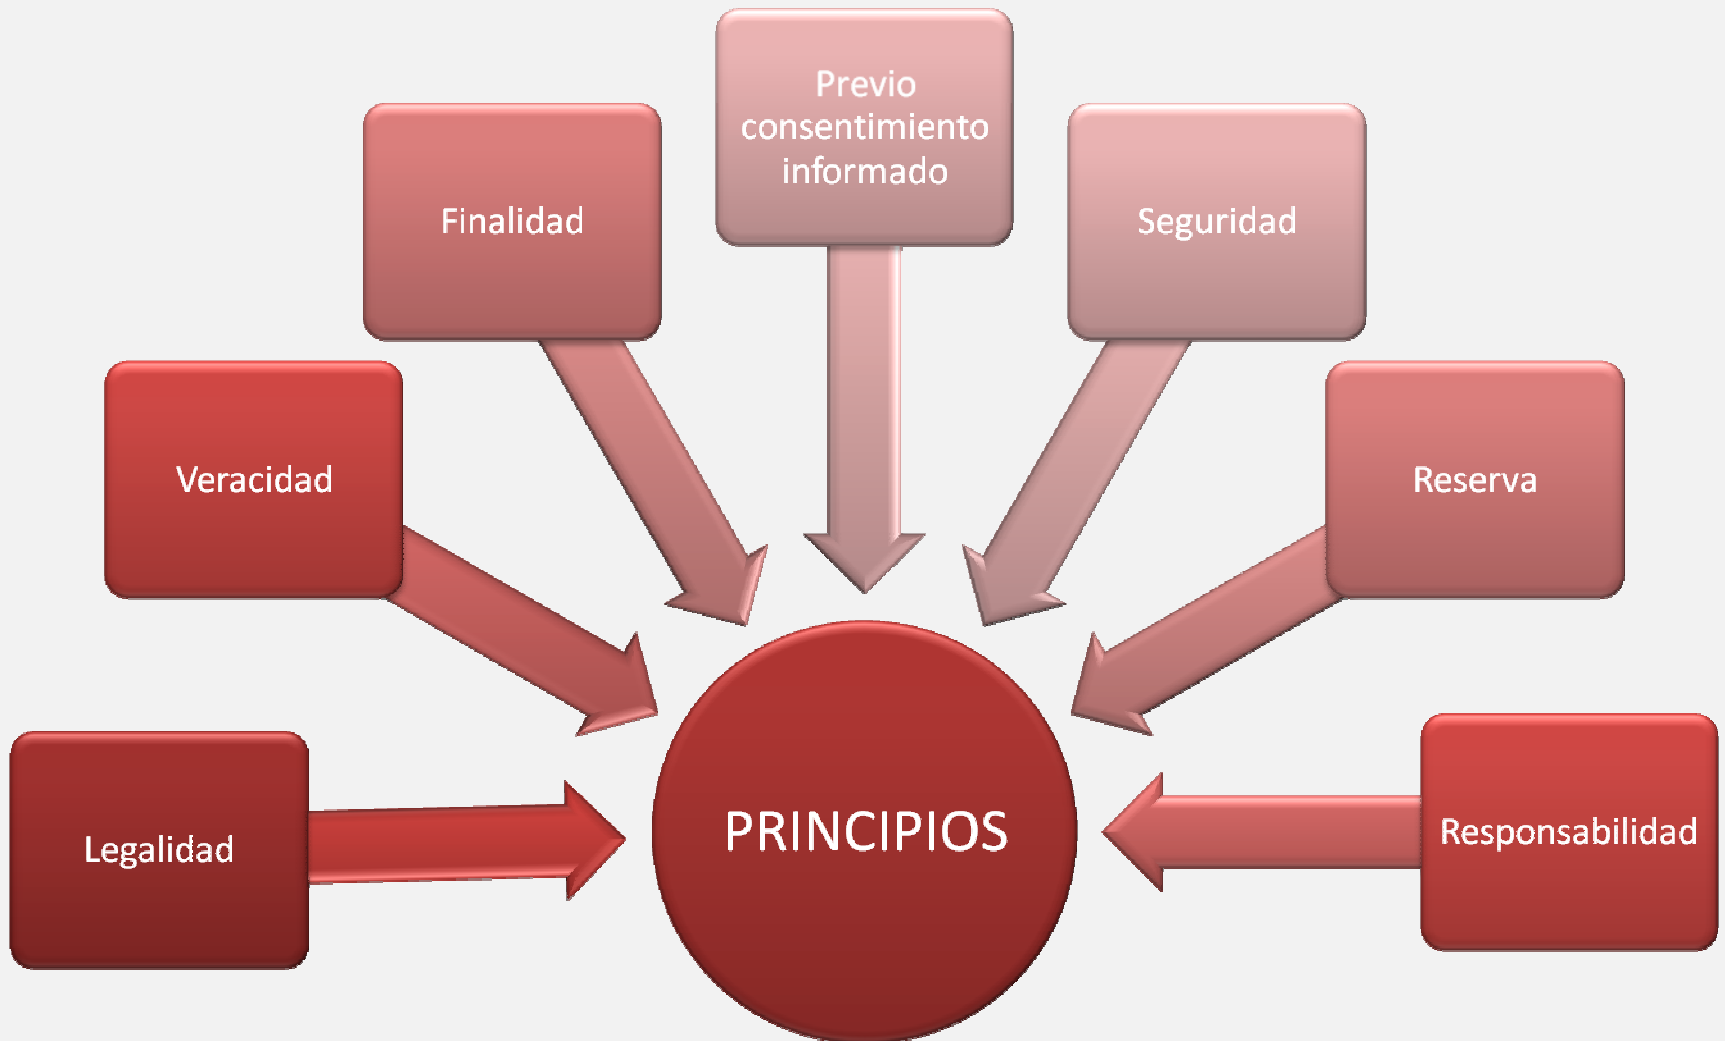 Previo
consentimiento
informado
Finalidad
Seguridad
Veracidad
Reserva
Legalidad
PRINCIPIOS
Responsabilidad